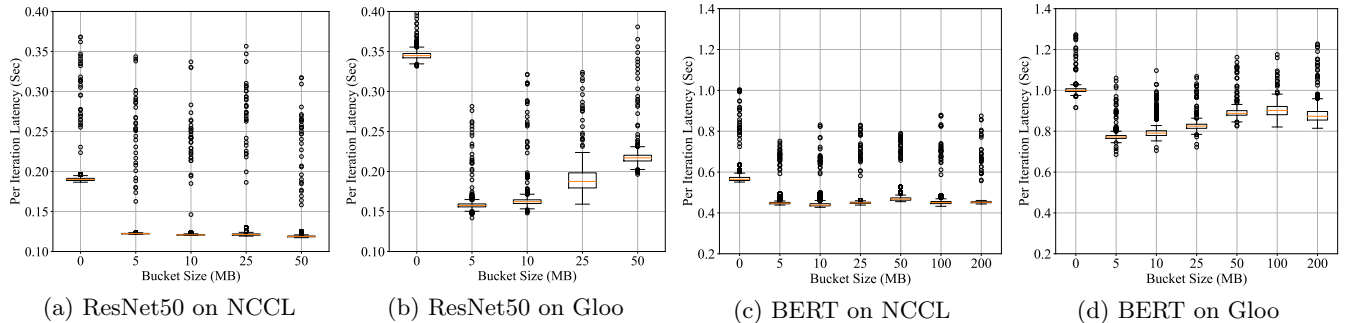 0.40
0.35
0.30
0.25
0.20
0.15
0.10
Per Iteration Latency (Sec)
0 5 10 25 50
Bucket Size (MB)
(a) ResNet50 on NCCL
0.40
0.35
0.30
0.25
0.20
0.15
0.10
Per Iteration Latency (Sec)
0 5 10 25 50
Bucket Size (MB)
(b) ResNet50 on Gloo
1.4
1.2
1.0
0.8
0.6
0.4
0.2
Per Iteration Latency (Sec)
0 5 10 25 50 100 200
Bucket Size (MB)
(c) BERT on NCCL
1.4
1.2
1.0
0.8
0.6
0.4
0.2
Per Iteration Latency (Sec)
0 5 10 25 50 100 200
Bucket Size (MB)
(d) BERT on Gloo